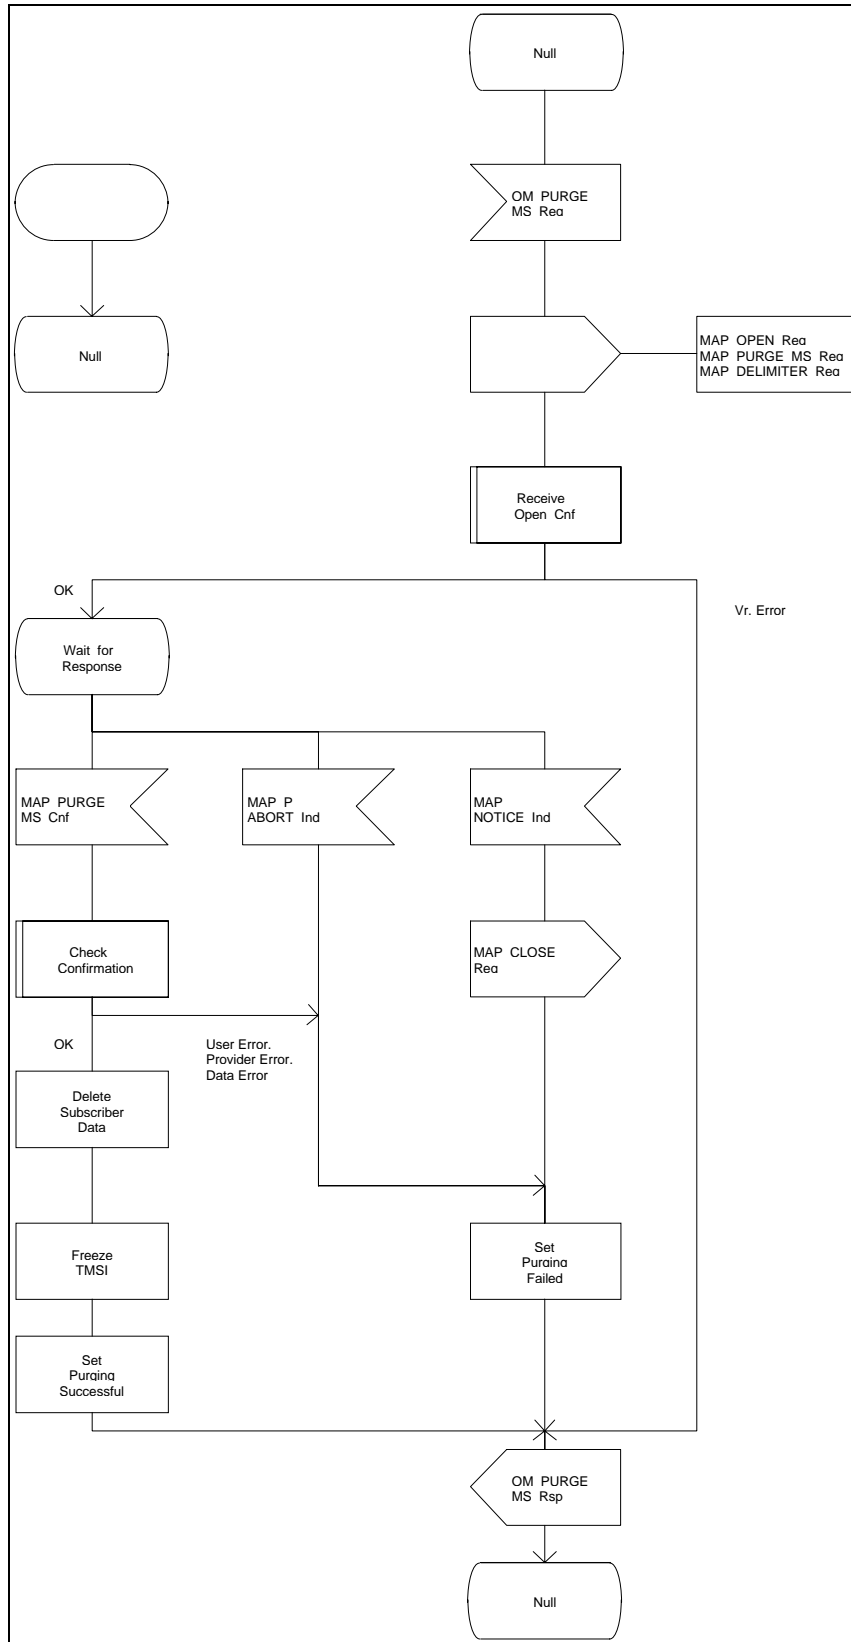 Null
OM PURGE
MS Req
Null
MAP OPEN Req
MAP PURGE MS Req
MAP DELIMITER Req
Receive
Open Cnf
OK
Vr. Error
Wait for
Response
MAP PURGE
MS Cnf
MAP P
ABORT Ind
MAP
NOTICE Ind
Check
Confirmation
MAP CLOSE
Req
OK
User Error.
Provider Error.
Data Error
Delete
Subscriber
Data
Freeze
TMSI
Set
Purging
Failed
Set
Purging
Successful
OM PURGE
MS Rsp
Null